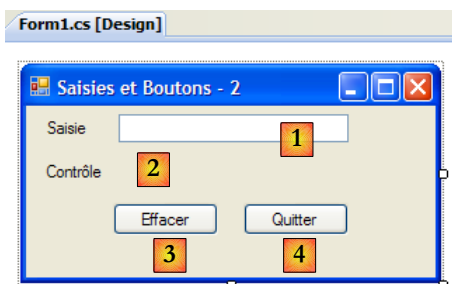 Form1.cs [Design]
Saisies et Boutons - 2
Saisie 1
Contrôle 2
Effacer Quitter
3 4